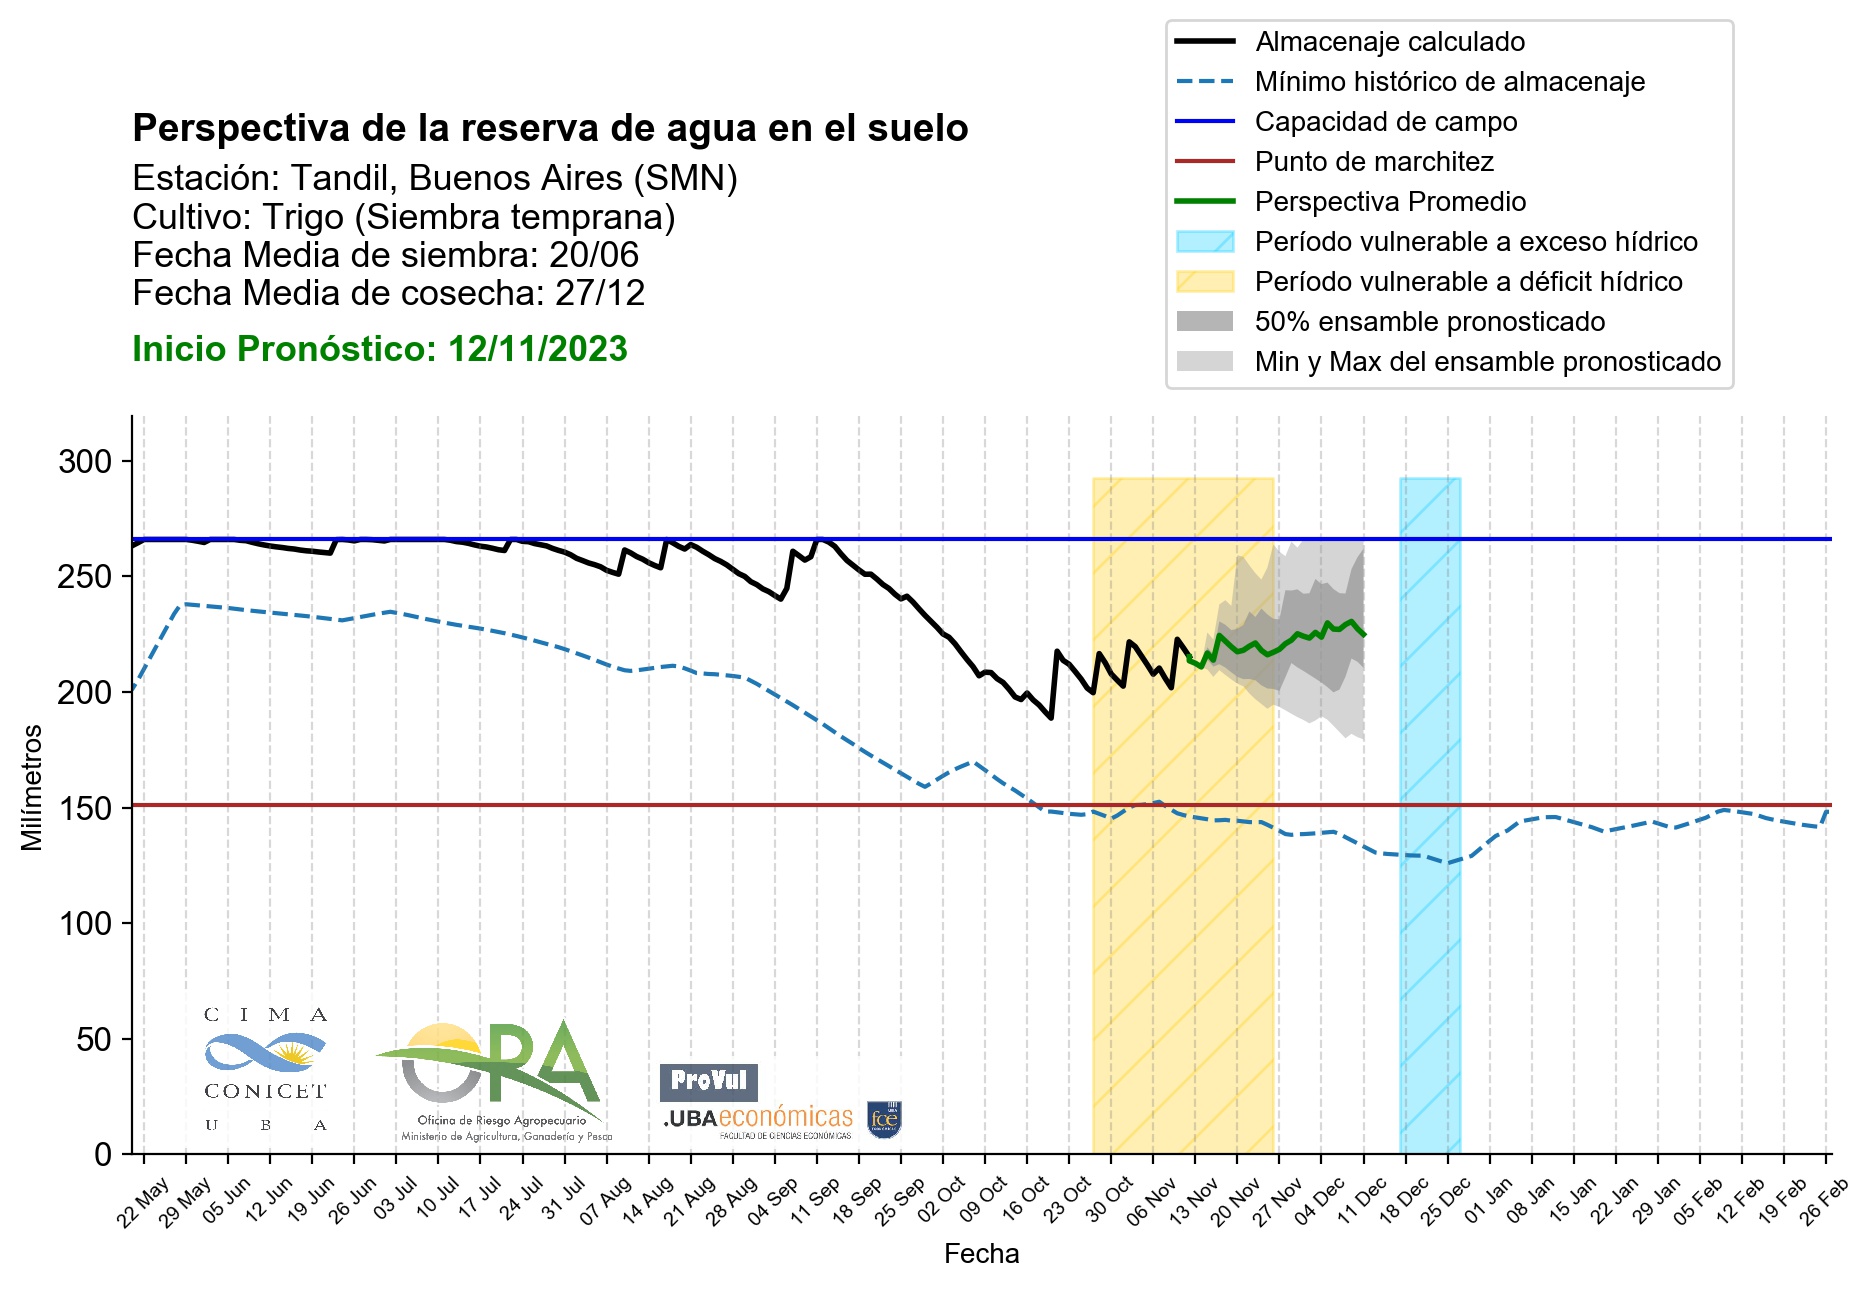 Almacenaje calculado
Mínimo histórico de almacenaje
Capacidad de campo
Punto de marchitez
Perspectiva Promedio
Período vulnerable a exceso hídrico
Período vulnerable a déficit hídrico
50% ensamble pronosticado
Min y Max del ensamble pronosticado
Perspectiva de la reserva de agua en el suelo
Estación: Tandil, Buenos Aires (SMN)
Cultivo: Trigo (Siembra temprana)
Fecha Media de siembra: 20/06
Fecha Media de cosecha: 27/12
Inicio Pronóstico: 12/11/2023
Milímetros
300
250
200
150
100
50
0
C I M A
CONICET
U B A
ORA
Oficina de Riesgo Agropecuario
Ministerio de Agricultura, Ganadería y Pesca
ProVul
.UBAeconómicas
FACULTAD DE CIENCIAS ECONÓMICAS
UBA
fce
22 May
29 May
05 Jun
12 Jun
19 Jun
26 Jun
03 Jul
10 Jul
17 Jul
24 Jul
31 Jul
07 Aug
14 Aug
21 Aug
28 Aug
04 Sep
11 Sep
18 Sep
25 Sep
02 Oct
09 Oct
16 Oct
23 Oct
30 Oct
06 Nov
13 Nov
20 Nov
27 Nov
04 Dec
11 Dec
18 Dec
25 Dec
01 Jan
08 Jan
15 Jan
22 Jan
29 Jan
05 Feb
12 Feb
19 Feb
26 Feb
Fecha